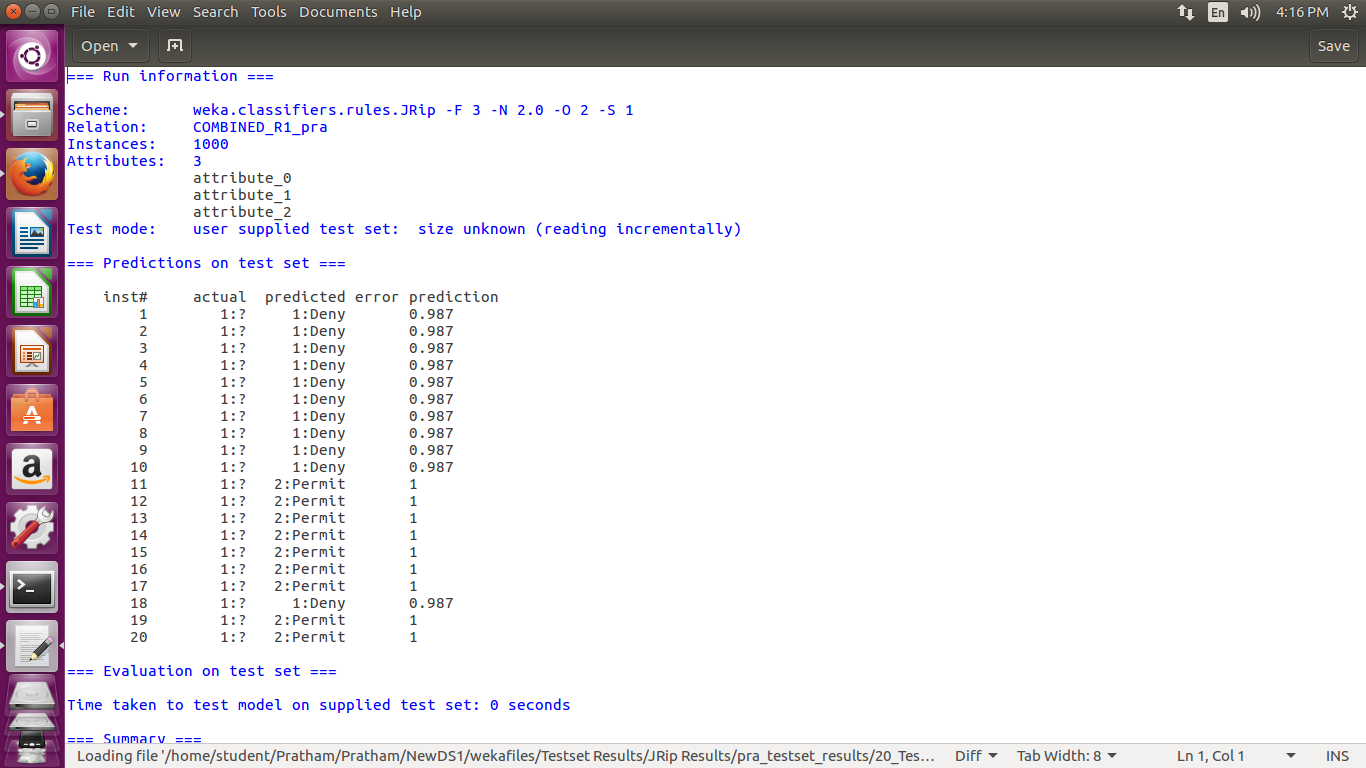 File Edit View Search Tools Documents Help En 4:16 PM
Open Save
=== Run information ===
Scheme: weka.classifiers.rules.JRip -F 3 -N 2.0 -O 2 -S 1
Relation: COMBINED_R1_pra
Instances: 1000
Attributes: 3
attribute_0
attribute_1
attribute_2
Test mode: user supplied test set: size unknown (reading incrementally)
=== Predictions on test set ===
inst# actual predicted error prediction
1 1:? 1:Deny 0.987
2 1:? 1:Deny 0.987
3 1:? 1:Deny 0.987
4 1:? 1:Deny 0.987
5 1:? 1:Deny 0.987
6 1:? 1:Deny 0.987
7 1:? 1:Deny 0.987
8 1:? 1:Deny 0.987
9 1:? 1:Deny 0.987
10 1:? 1:Deny 0.987
11 1:? 2:Permit 1
12 1:? 2:Permit 1
13 1:? 2:Permit 1
14 1:? 2:Permit 1
15 1:? 2:Permit 1
16 1:? 2:Permit 1
17 1:? 2:Permit 1
18 1:? 1:Deny 0.987
19 1:? 2:Permit 1
20 1:? 2:Permit 1
=== Evaluation on test set ===
Time taken to test model on supplied test set: 0 seconds
=== Summary ===
Loading file '/home/student/Pratham/Pratham/NewDS1/wekafiles/Testset Results/JRip Results/pra_testset_results/20_Tes... Diff Tab Width: 8 Ln 1, Col 1 INS